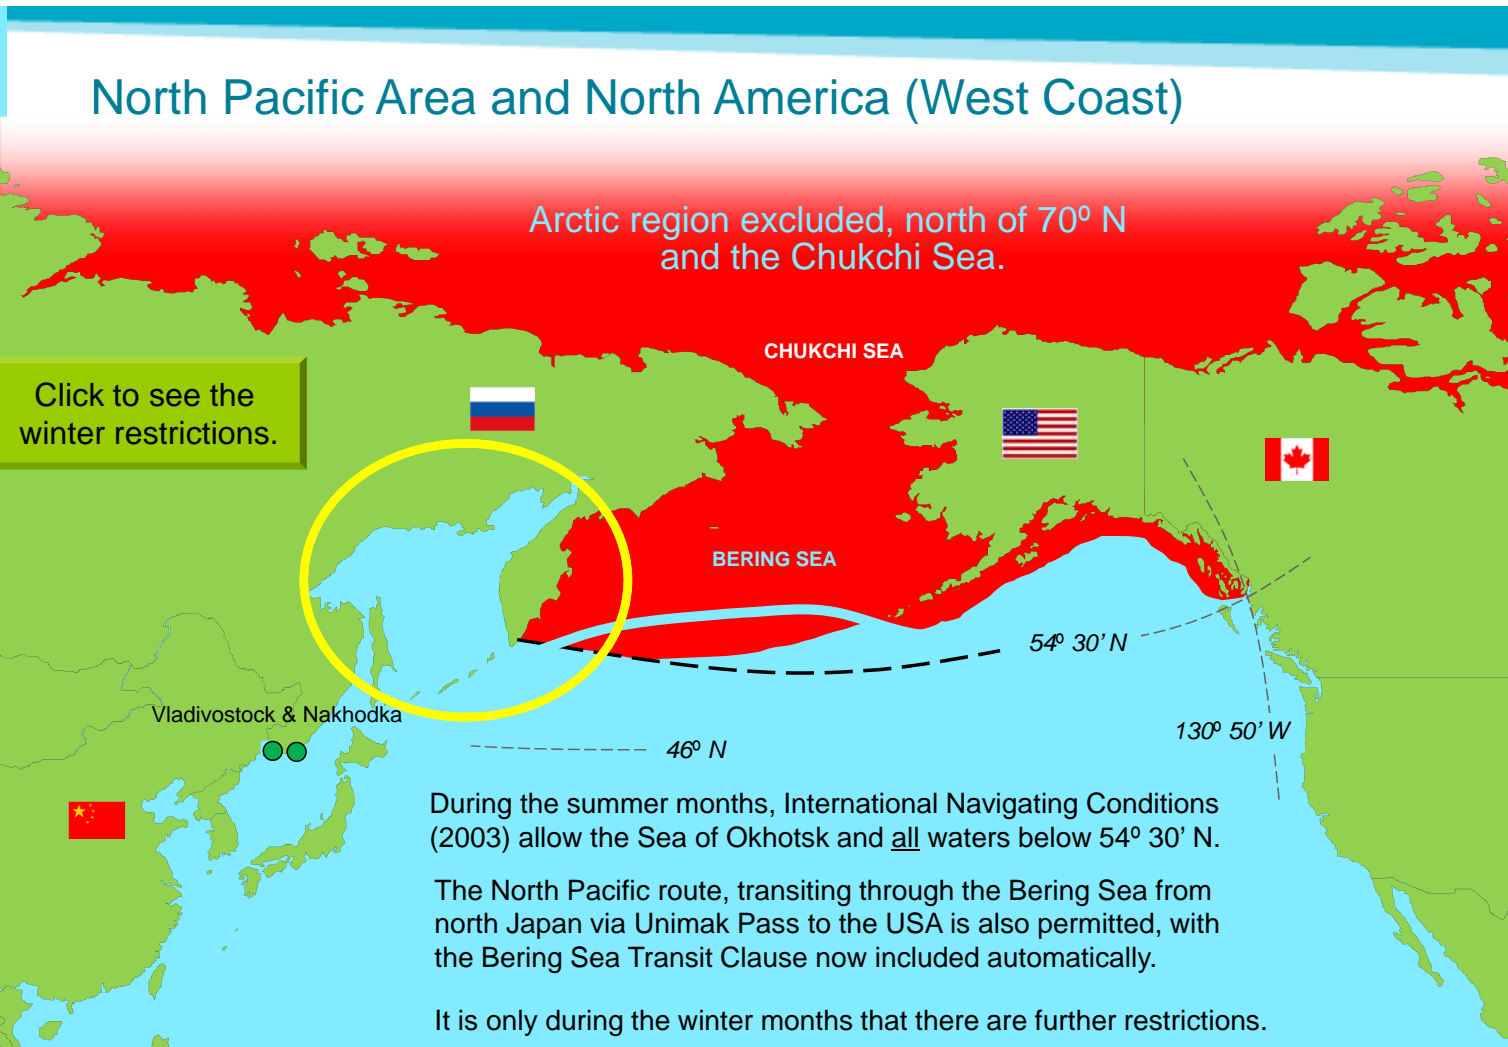 North Pacific Area and North America (West Coast)
Arctic region excluded, north of 70º N
and the Chukchi Sea.
CHUKCHI SEA
Click to see the
winter restrictions.
BERING SEA
54º 30’ N
Vladivostock & Nakhodka
130º 50’ W
46º N
During the summer months, International Navigating Conditions
(2003) allow the Sea of Okhotsk and all waters below 54º 30’ N.
The North Pacific route, transiting through the Bering Sea from
north Japan via Unimak Pass to the USA is also permitted, with
the Bering Sea Transit Clause now included automatically.
It is only during the winter months that there are further restrictions.